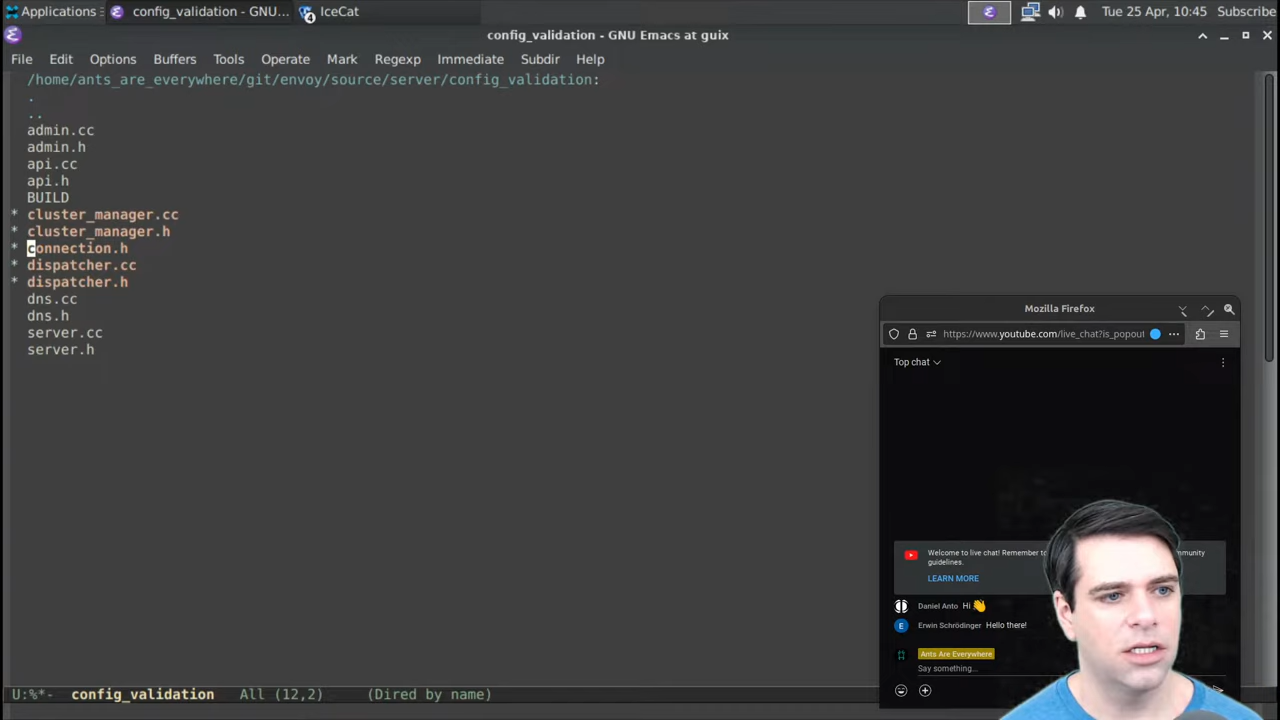 Applications
config_validation - GNU...
4
IceCat
Tue 25 Apr, 10:45
Subscribe
config_validation - GNU Emacs at guix
File Edit Options Buffers Tools Operate Mark Regexp Immediate Subdir Help
/home/ants_are_everywhere/git/envoy/source/server/config_validation:
.
..
admin.cc
admin.h
api.cc
api.h
BUILD
* cluster_manager.cc
* cluster_manager.h
* connection.h
* dispatcher.cc
* dispatcher.h
dns.cc
dns.h
server.cc
server.h
Mozilla Firefox
https://www.youtube.com/live_chat?is_popout
Top chat
Welcome to live chat! Remember to
guidelines.
LEARN MORE
Daniel Anto Hi 👋
E Erwin Schrödinger Hello there!
Ants Are Everywhere
Say something...
U:%*- config_validation All (12,2) (Dired by name)